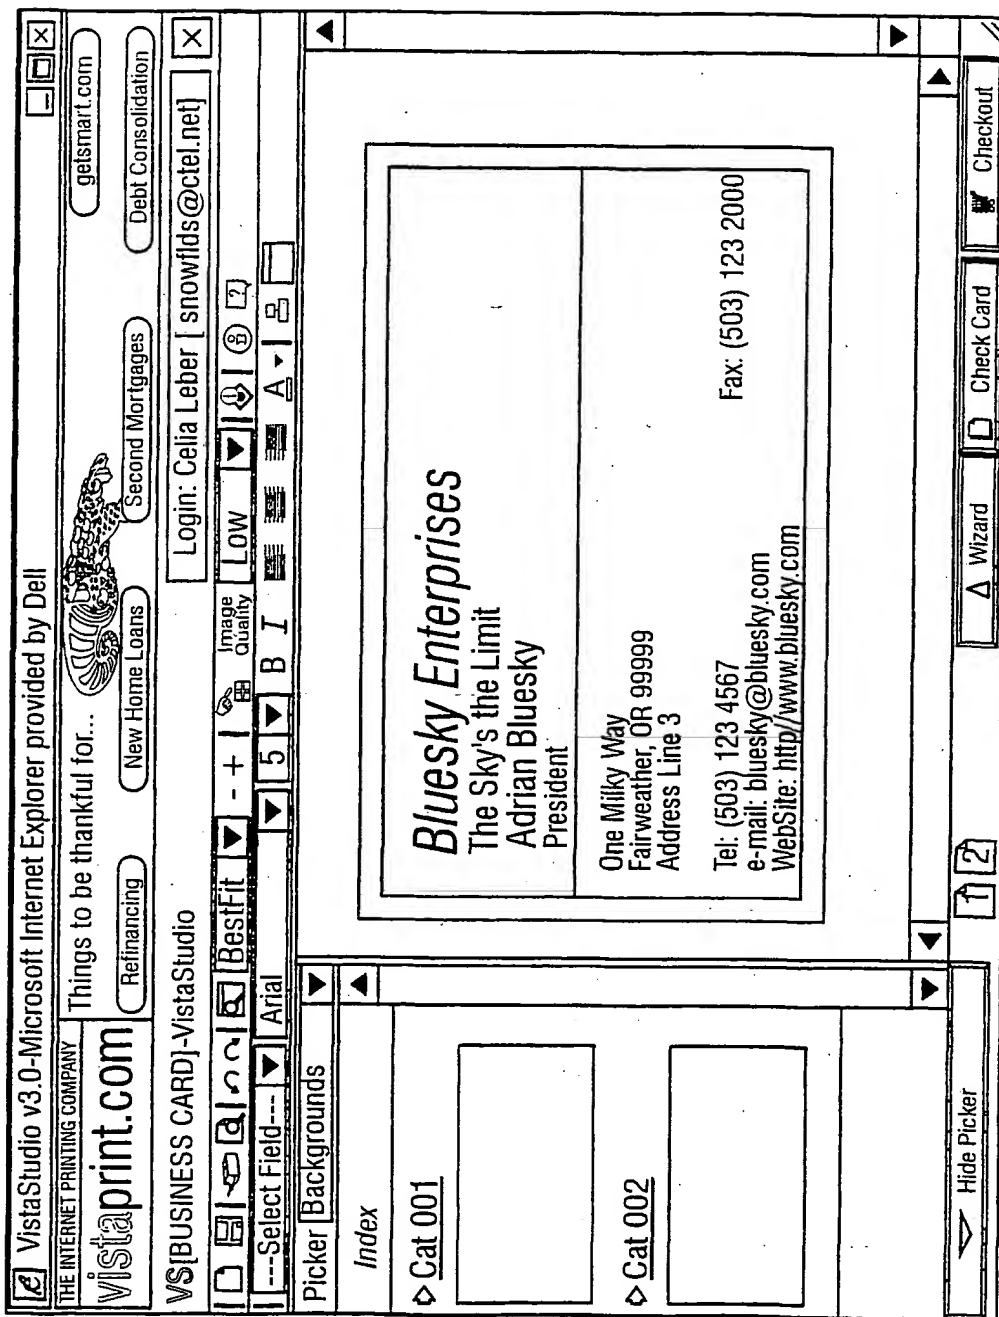 VistaStudio v3.0-Microsoft Internet Explorer provided by Dell
THE INTERNET PRINTING COMPANY
vistaprint.com
Things to be thankful for...
getsmart.com
Refinancing
New Home Loans
Second Mortgages
Debt Consolidation
VS[BUSINESS CARD]-VistaStudio
Login: Celia Leber [ snowflds@ctel.net]
BestFit - + Image Quality Low
---Select Field--- Arial 5 B I A
Picker Backgrounds
Index
Cat 001
Cat 002
Bluesky Enterprises
The Sky's the Limit
Adrian Bluesky
President
One Milky Way
Fairweather, OR 99999
Address Line 3
Tel: (503) 123 4567 Fax: (503) 123 2000
e-mail: bluesky@bluesky.com
WebSite: http//www.bluesky.com
Hide Picker 1 2 Wizard Check Card Checkout